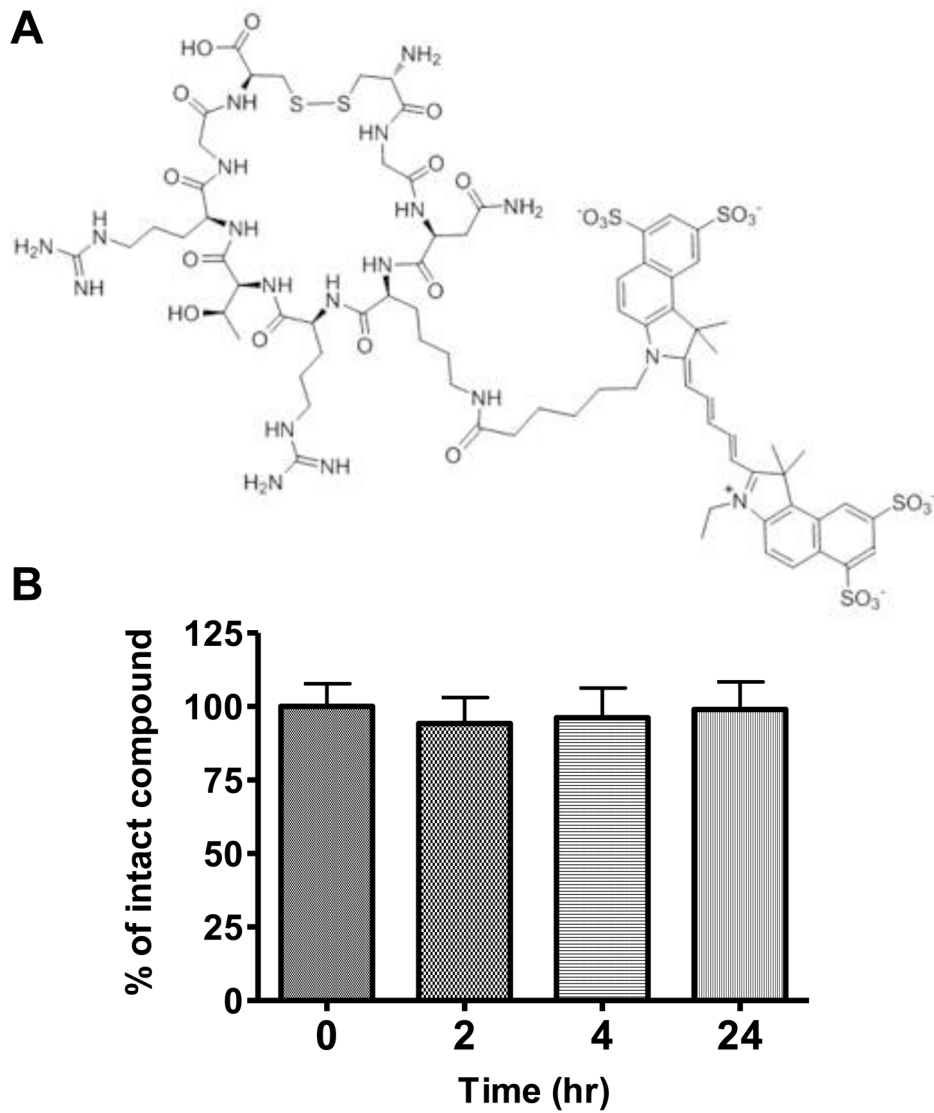 A
O
HO
NH₂
O
NH
S
S
O
HN
O
O
NH
O
NH₂
O
HN
⁻O₃S
SO₃⁻
H
N
NH
H₂N
NH
O
O
HN
O
NH
H
N
HO
O
O
N
NH
HN
O
NH
H₂N
N
+
SO₃⁻
SO₃⁻
B
% of intact compound
125
100
75
50
25
0
0 2 4 24
Time (hr)